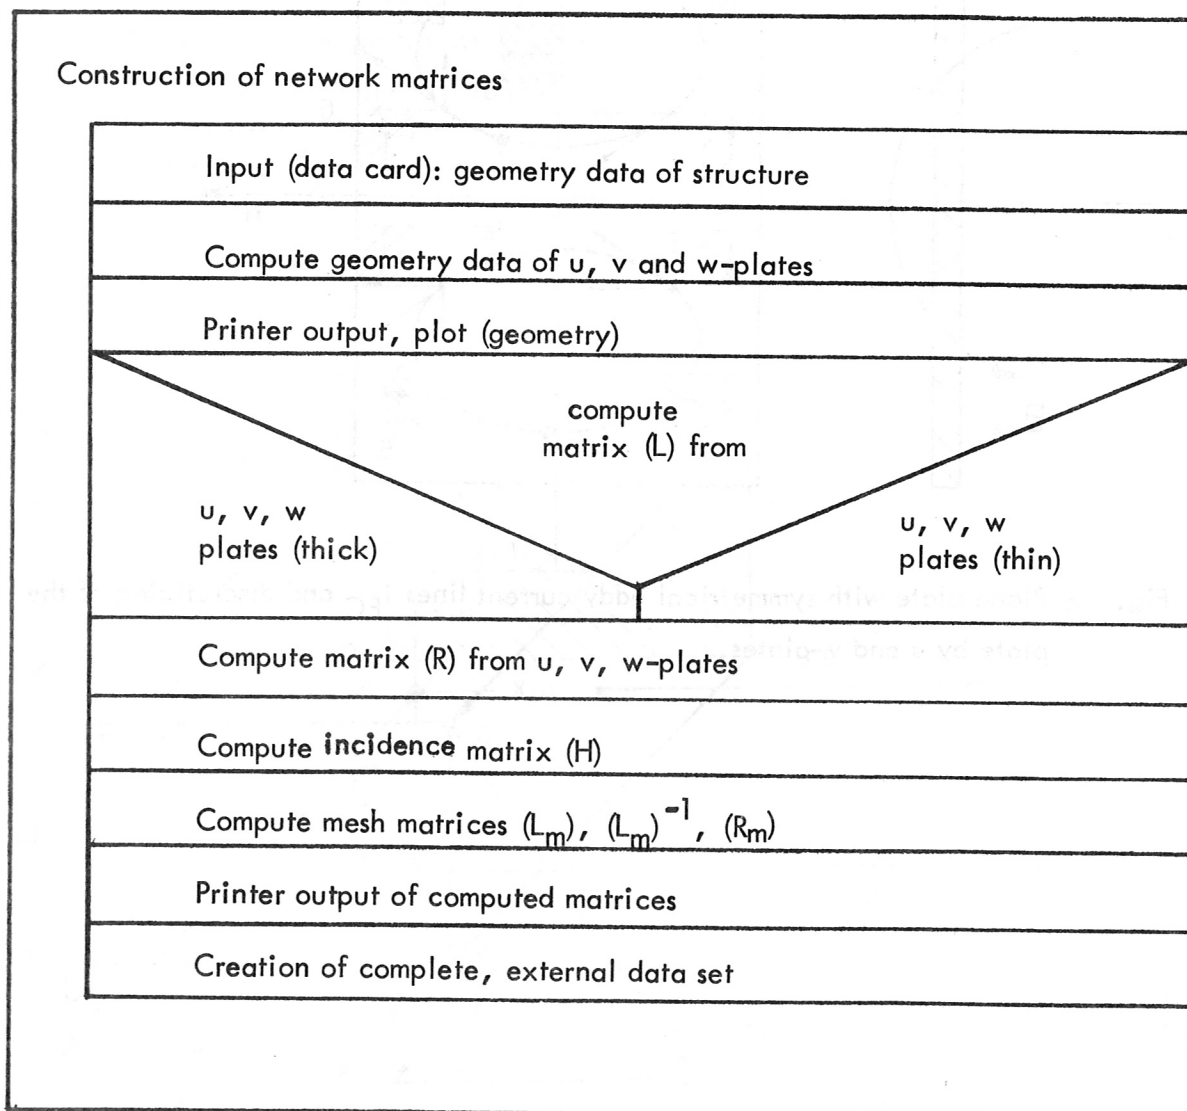 Construction of network matrices
Input (data card): geometry data of structure
Compute geometry data of u, v and w-plates
Printer output, plot (geometry)
compute
matrix (L) from
u, v, w
plates (thick)
u, v, w
plates (thin)
Compute matrix (R) from u, v, w-plates
Compute incidence matrix (H)
Compute mesh matrices (Lₘ), (Lₘ)⁻¹, (Rₘ)
Printer output of computed matrices
Creation of complete, external data set